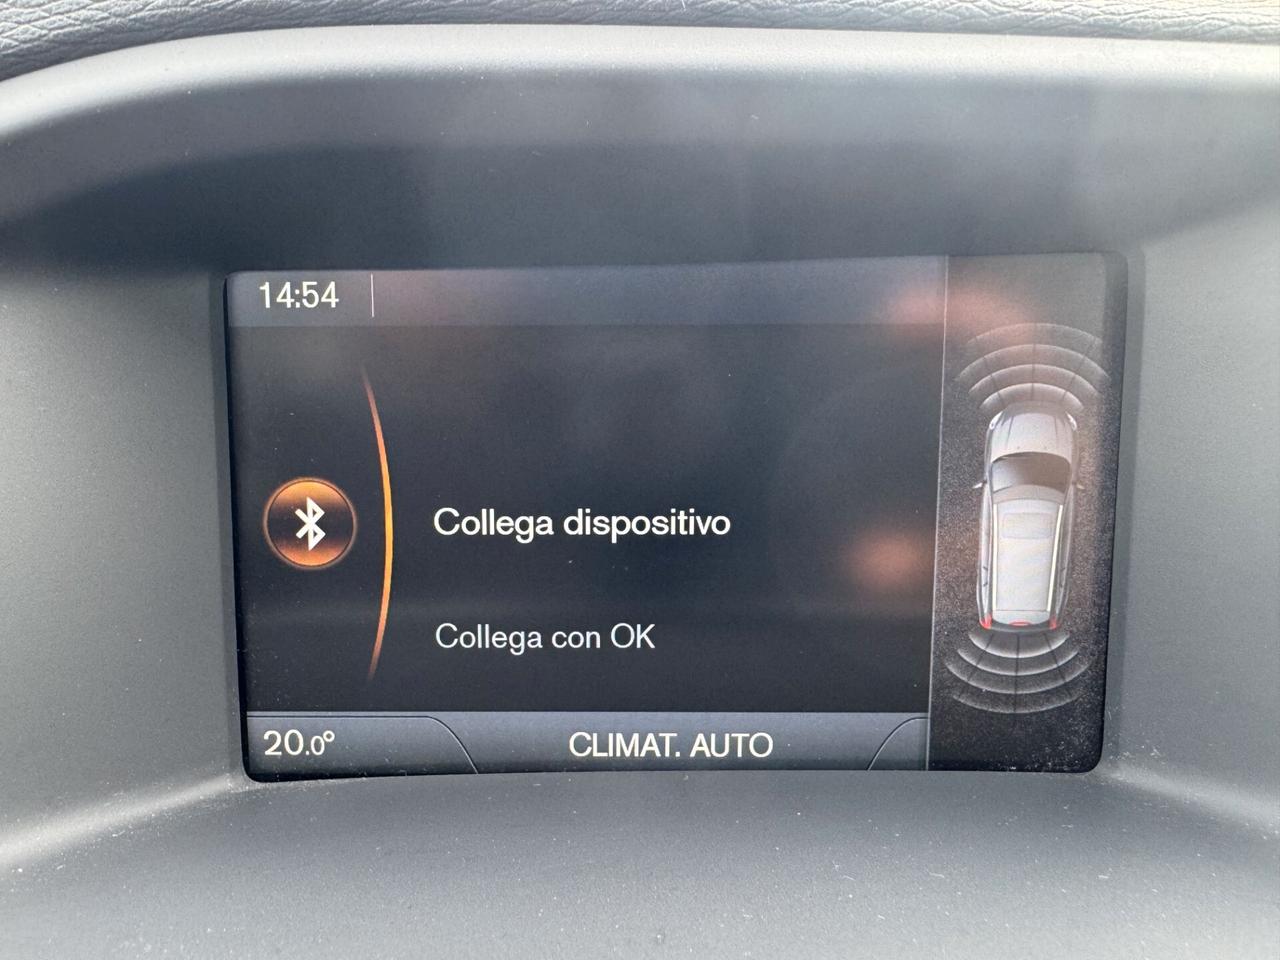 14:54
Collega dispositivo
Collega con OK
20.0°
CLIMAT. AUTO